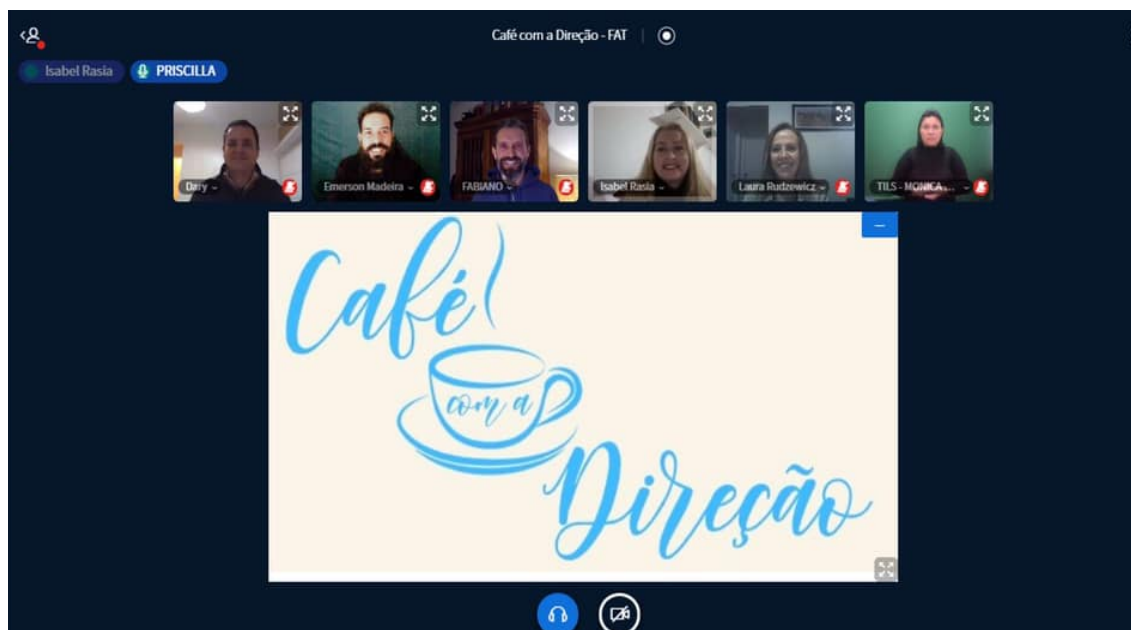 Café com a Direção - FAT
Isabel Rasia PRISCILLA
Dary Emerson Madeira FABIANO Isabel Rasia Laura Rudzewicz TILS - MONICA ...
Café
com a
Direção